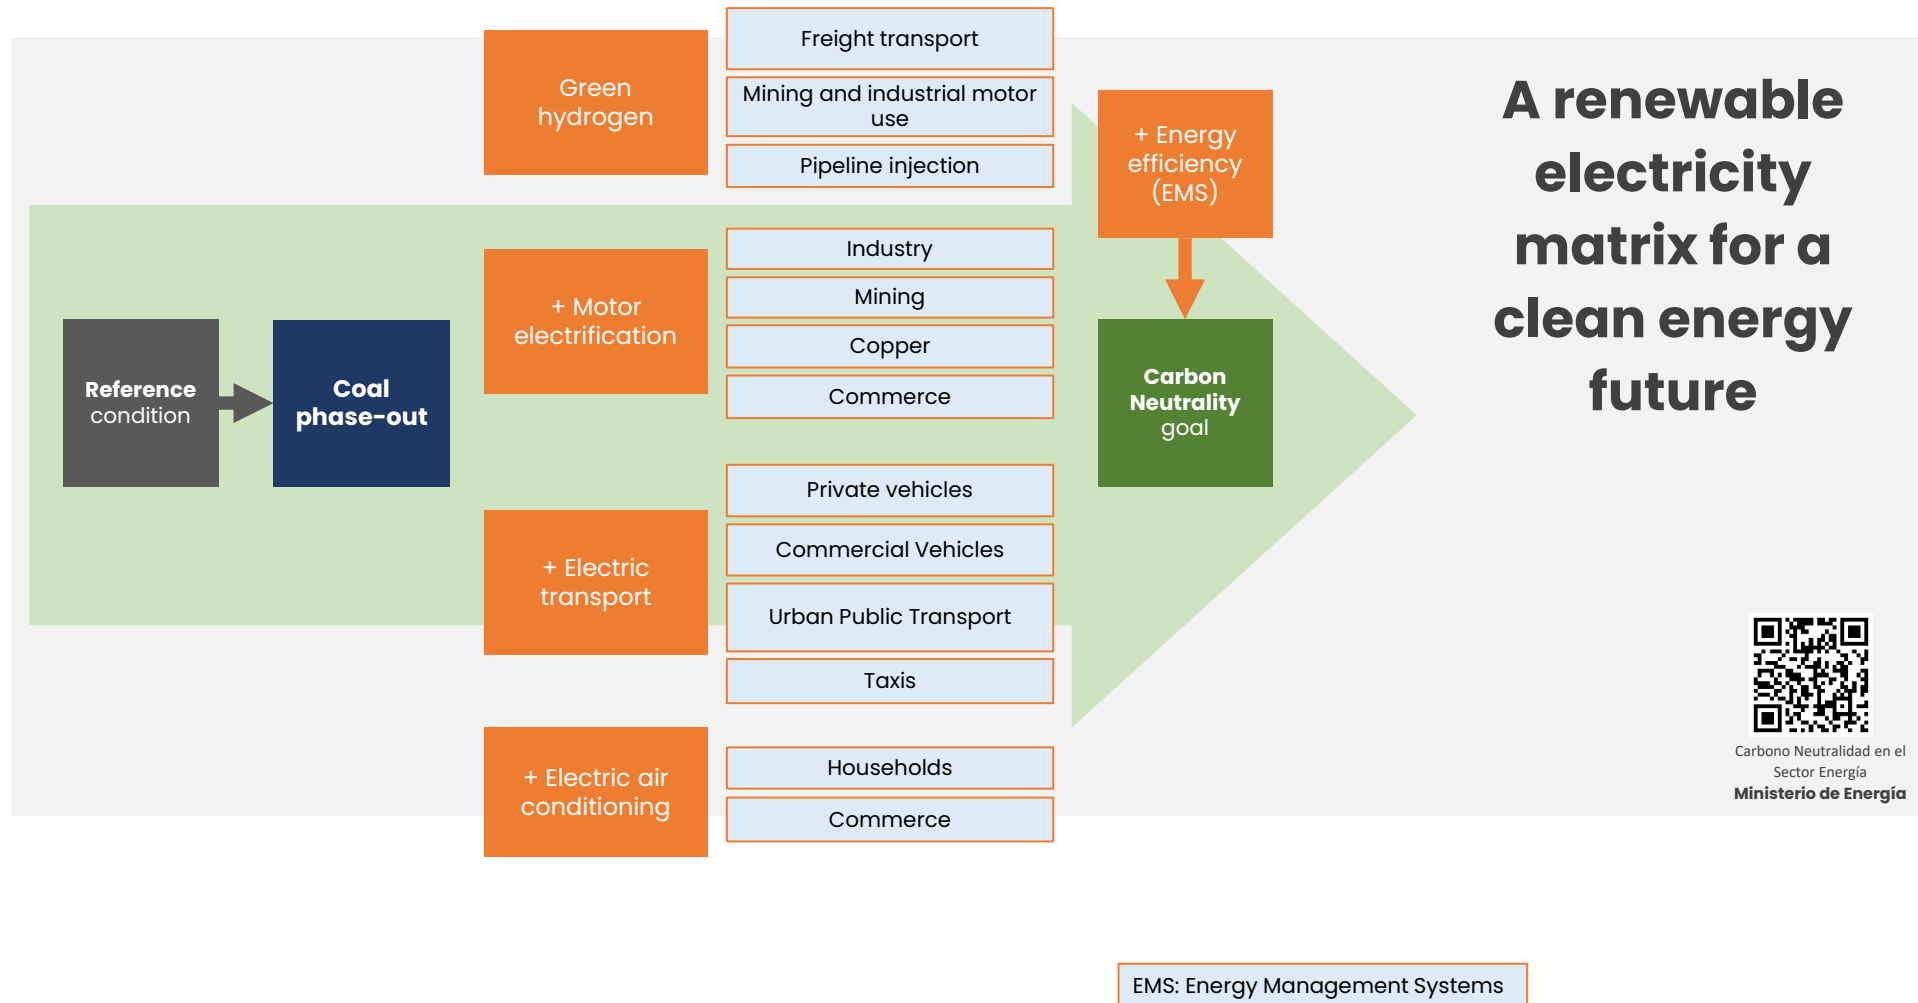 Green
hydrogen
Freight transport
Mining and industrial motor
use
Pipeline injection
+ Motor
electrification
Industry
Mining
Copper
Commerce
Reference
condition
Coal
phase-out
+ Electric
transport
Private vehicles
Commercial Vehicles
Urban Public Transport
Taxis
+ Electric air
conditioning
Households
Commerce
+ Energy
efficiency
(EMS)
Carbon
Neutrality
goal
A renewable
electricity
matrix for a
clean energy
future
Carbono Neutralidad en el
Sector Energía
Ministerio de Energía
EMS: Energy Management Systems